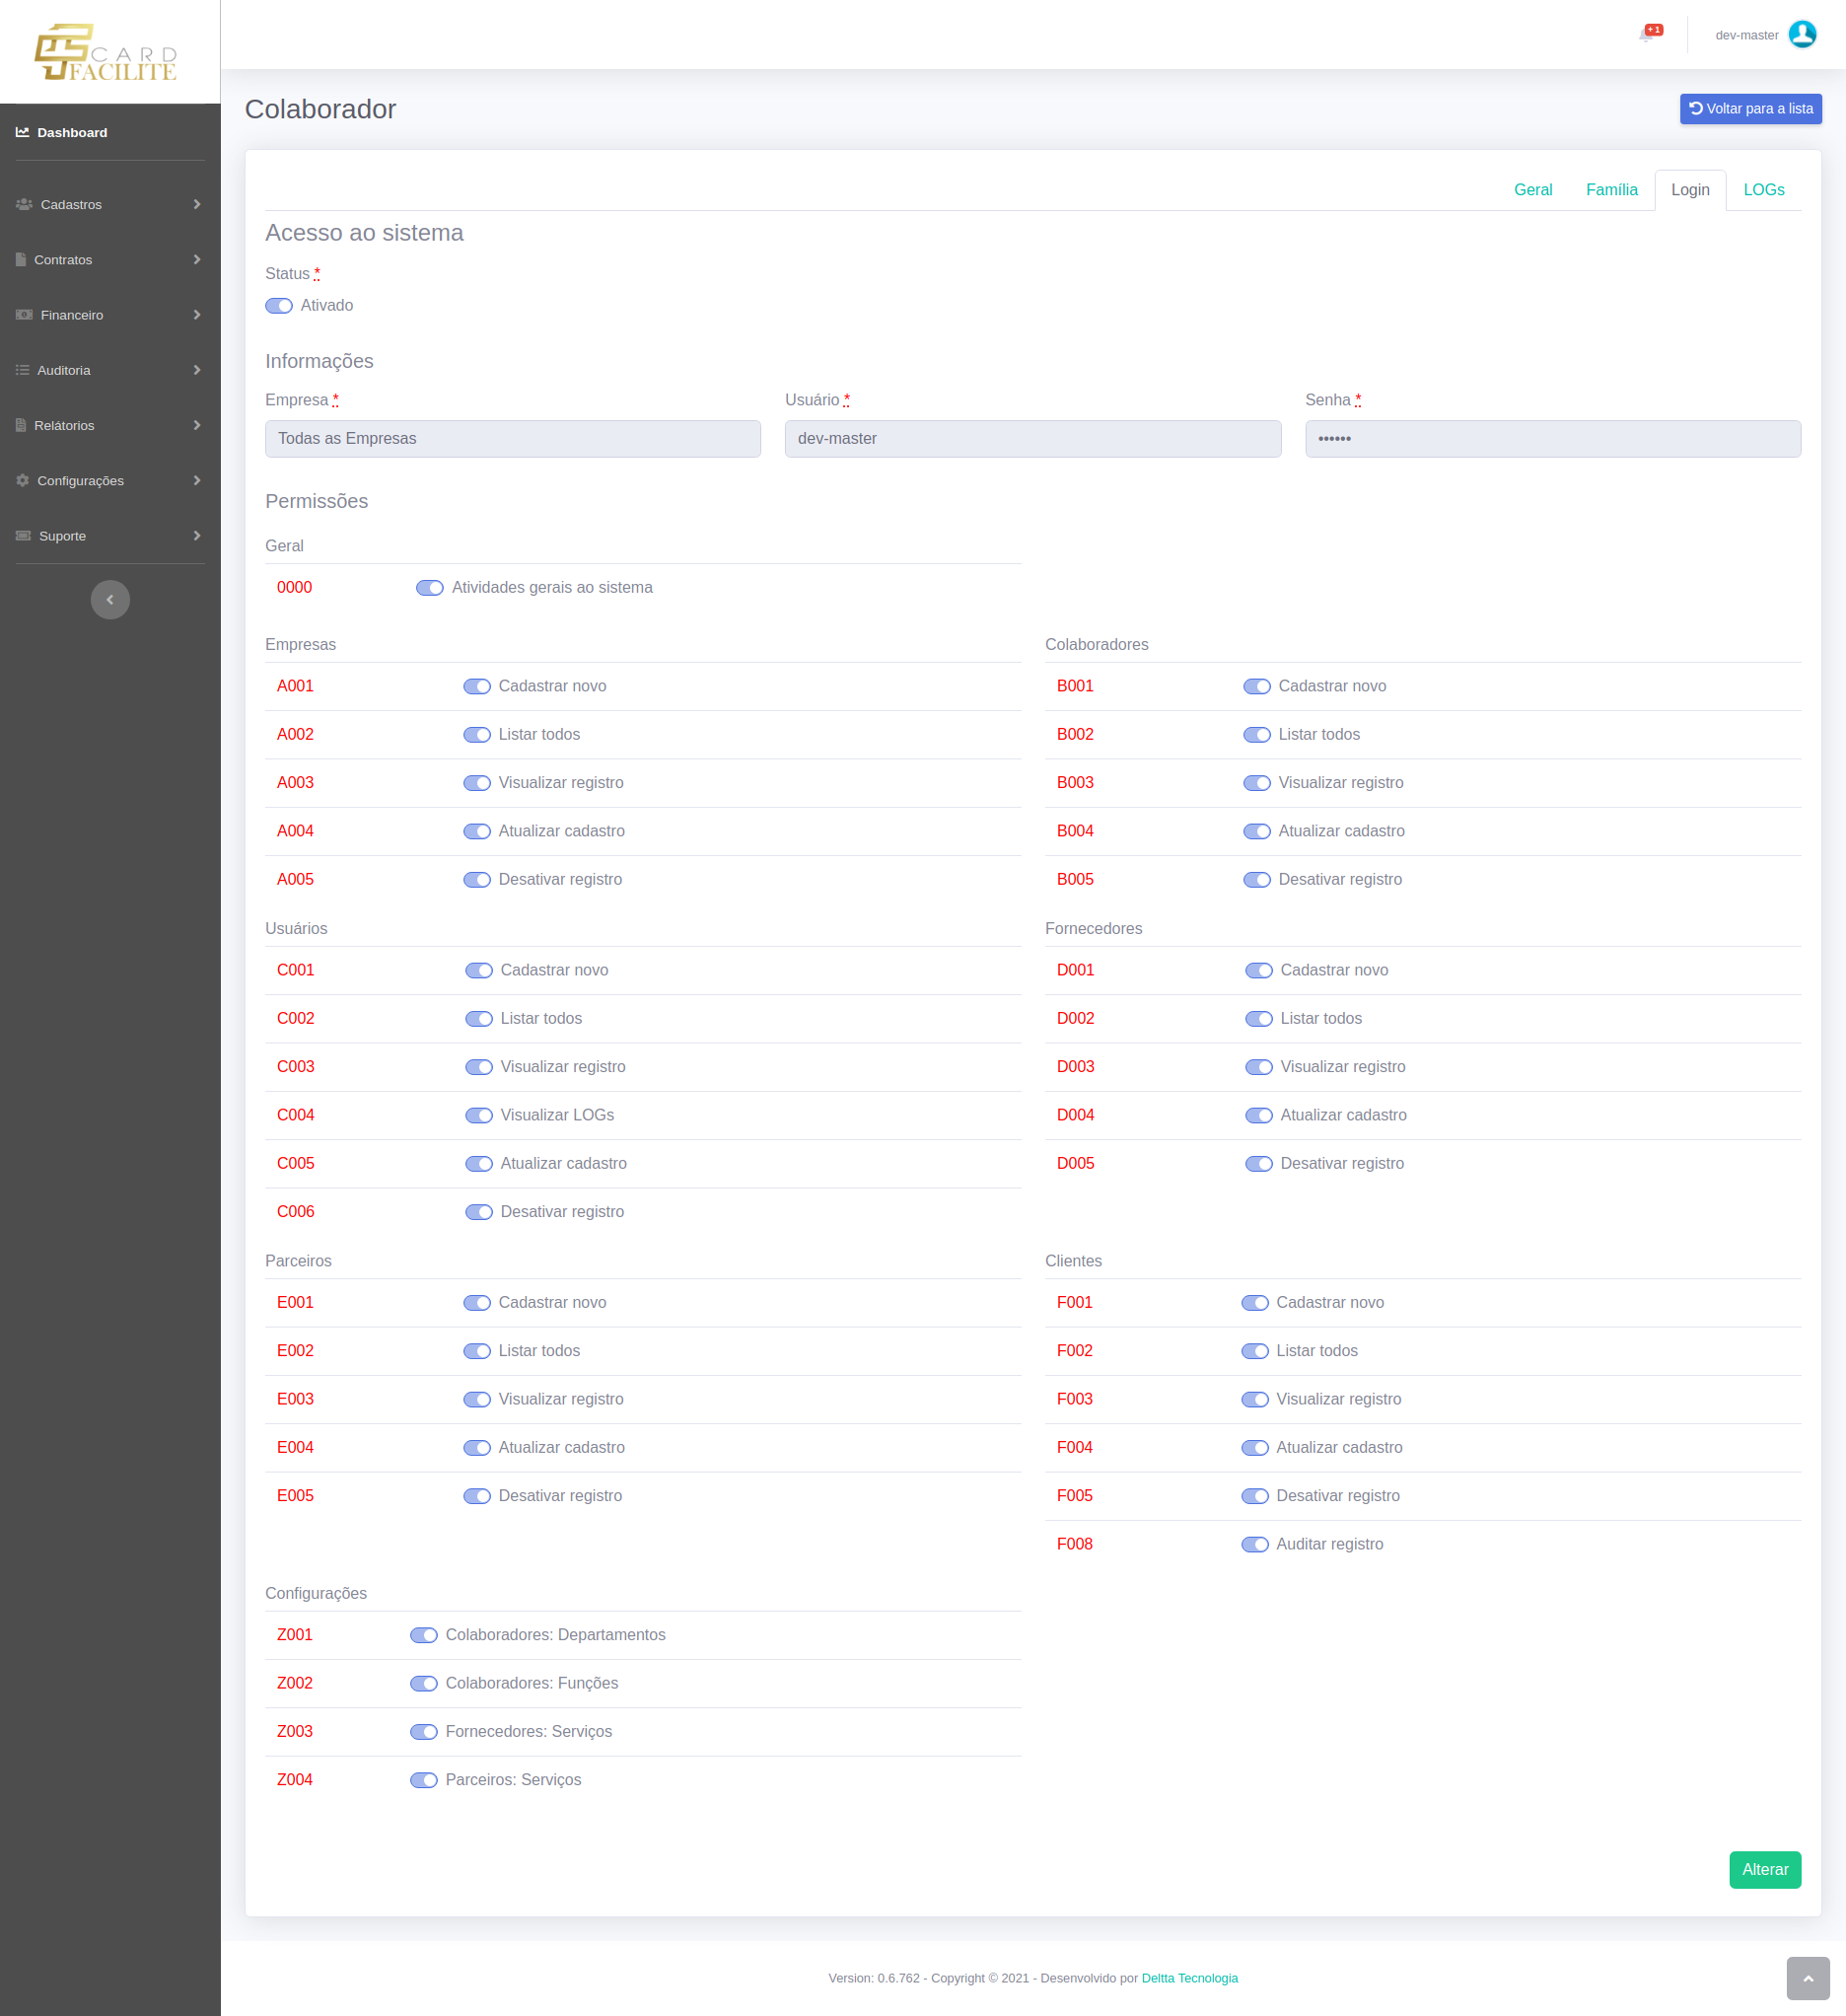 CARD
FACILITE
+ 1
dev-master
Dashboard
Cadastros
Contratos
Financeiro
Auditoria
Relátorios
Configurações
Suporte
Colaborador
Voltar para a lista
Geral Família Login LOGs
Acesso ao sistema
Status *
Ativado
Informações
Empresa * Usuário * Senha *
Todas as Empresas dev-master ••••••
Permissões
Geral
0000 Atividades gerais ao sistema
Empresas
A001 Cadastrar novo
A002 Listar todos
A003 Visualizar registro
A004 Atualizar cadastro
A005 Desativar registro
Colaboradores
B001 Cadastrar novo
B002 Listar todos
B003 Visualizar registro
B004 Atualizar cadastro
B005 Desativar registro
Usuários
C001 Cadastrar novo
C002 Listar todos
C003 Visualizar registro
C004 Visualizar LOGs
C005 Atualizar cadastro
C006 Desativar registro
Fornecedores
D001 Cadastrar novo
D002 Listar todos
D003 Visualizar registro
D004 Atualizar cadastro
D005 Desativar registro
Parceiros
E001 Cadastrar novo
E002 Listar todos
E003 Visualizar registro
E004 Atualizar cadastro
E005 Desativar registro
Clientes
F001 Cadastrar novo
F002 Listar todos
F003 Visualizar registro
F004 Atualizar cadastro
F005 Desativar registro
F008 Auditar registro
Configurações
Z001 Colaboradores: Departamentos
Z002 Colaboradores: Funções
Z003 Fornecedores: Serviços
Z004 Parceiros: Serviços
Alterar
Version: 0.6.762 - Copyright © 2021 - Desenvolvido por Deltta Tecnologia